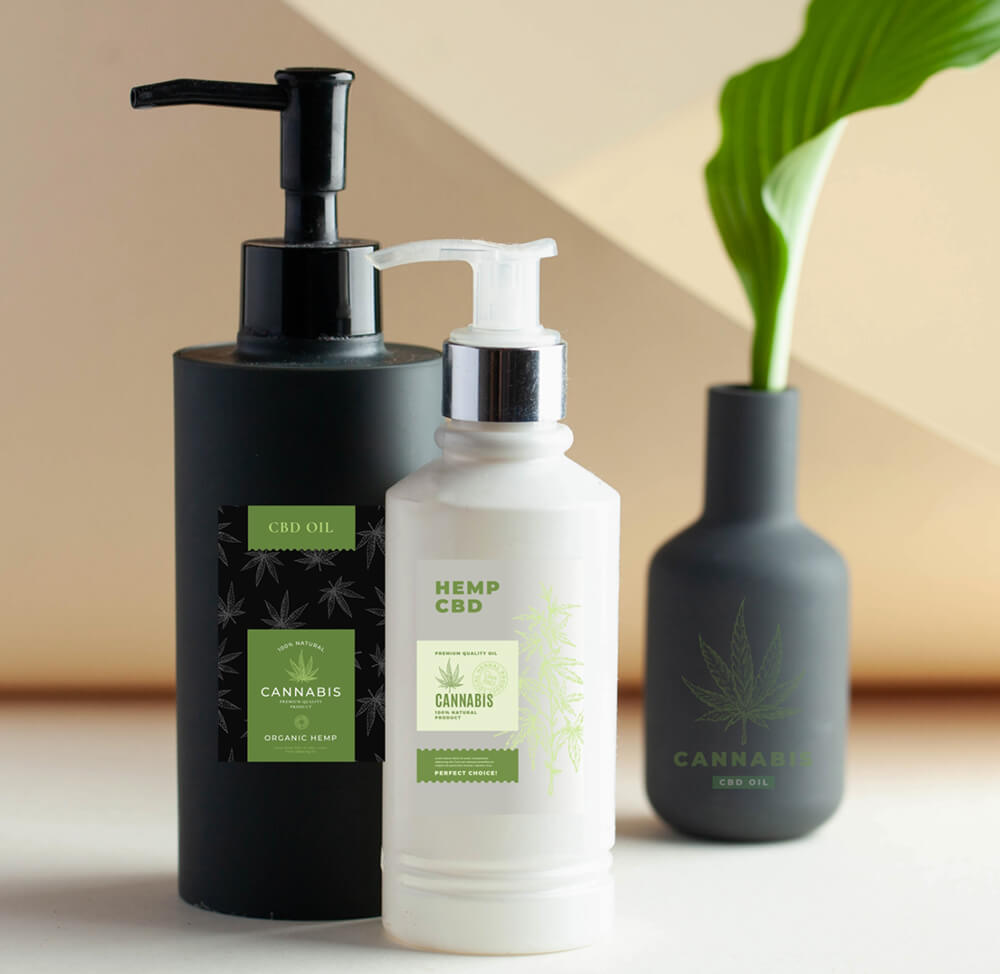 CBD OIL
100% NATURAL
CANNABIS
PREMIUM QUALITY
PRODUCT
ORGANIC HEMP
HEMP
CBD
PREMIUM QUALITY OIL
CANNABIS
100% NATURAL
PRODUCT
PERFECT CHOICE!
CANNABIS
CBD OIL